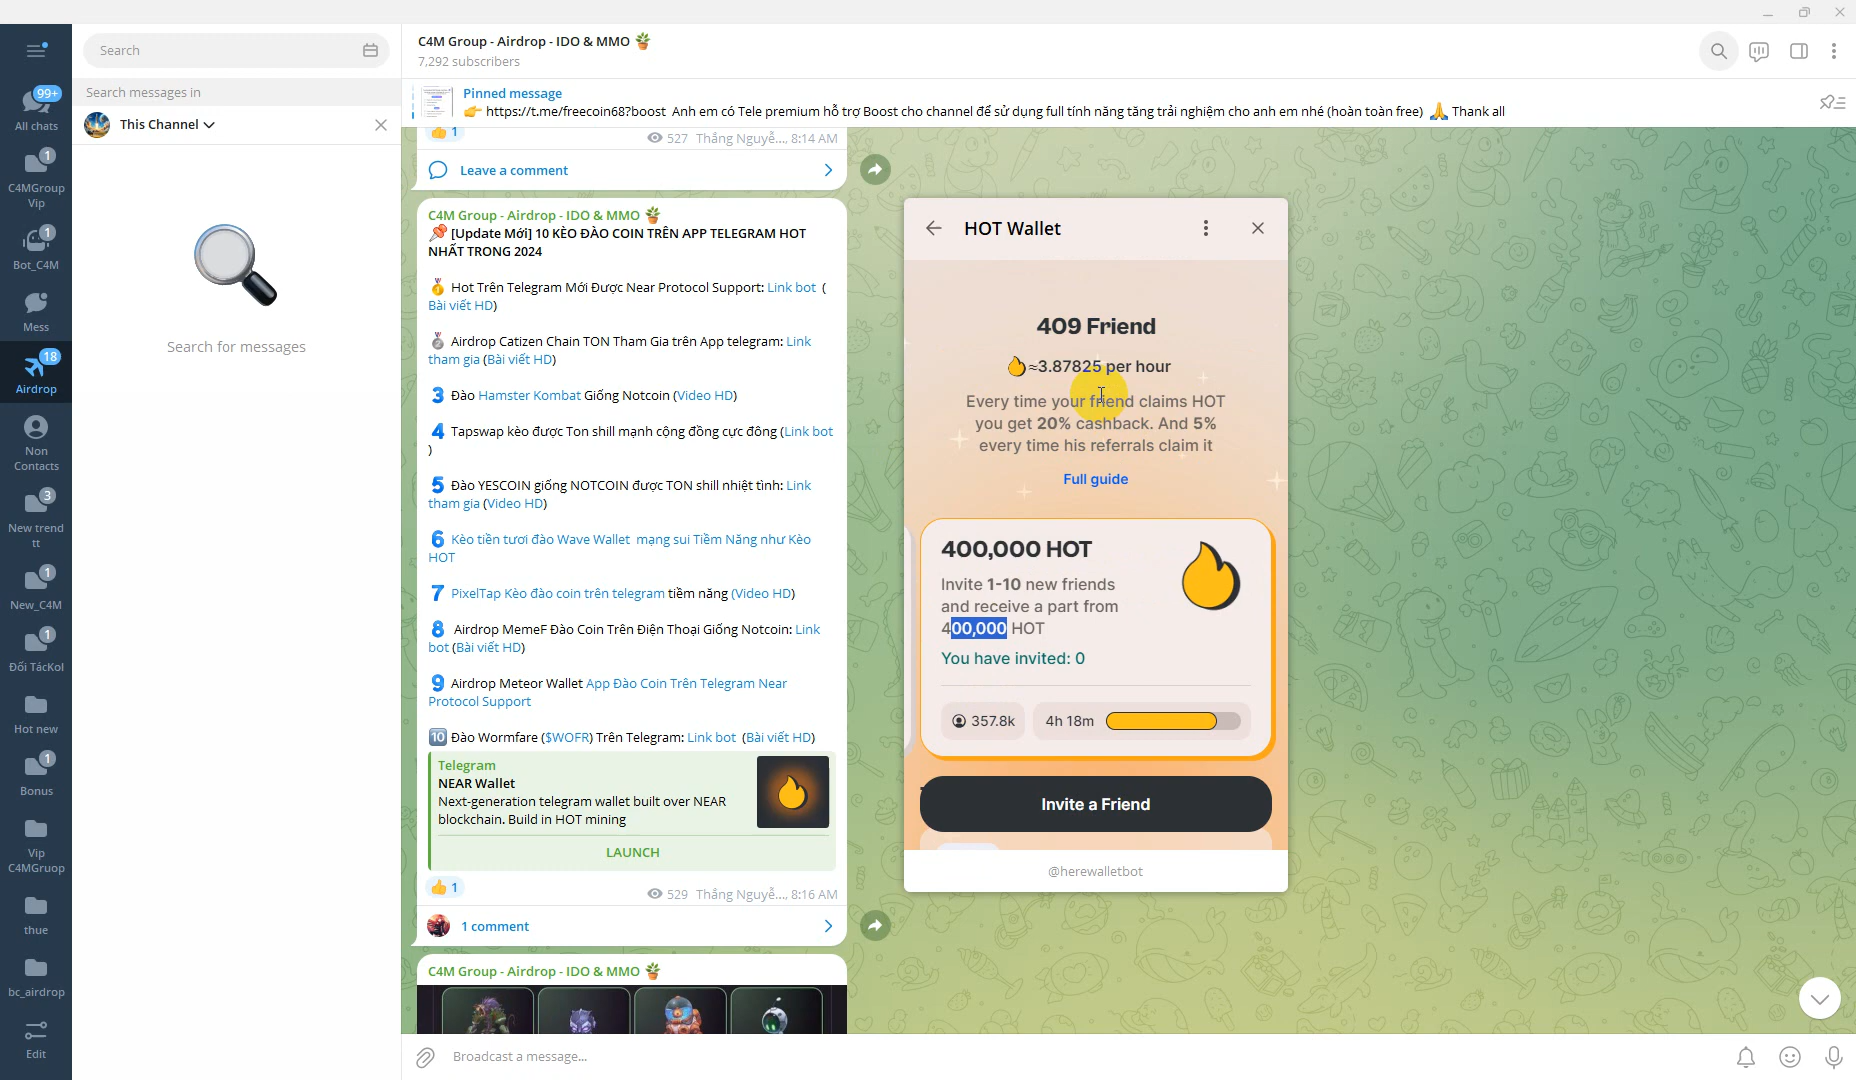 99+
All chats
1
C4MGroup
Vip
1
Bot_C4M
Mess
18
Airdrop
Non
Contacts
3
New trend
tt
1
New_C4M
1
Đối TácKol
Hot new
1
Bonus
Vip
C4MGruop
thue
bc_airdrop
Edit
Search
Search messages in
This Channel
Search for messages
C4M Group - Airdrop - IDO & MMO
7,292 subscribers
Pinned message
https://t.me/freecoin68?boost Anh em có Tele premium hỗ trợ Boost cho channel để sử dụng full tính năng tăng trải nghiệm cho anh em nhé (hoàn toàn free) Thank all
1
527 Thắng Nguyễ..., 8:14 AM
Leave a comment
C4M Group - Airdrop - IDO & MMO
[Update Mới] 10 KÈO ĐÀO COIN TRÊN APP TELEGRAM HOT
NHẤT TRONG 2024
Hot Trên Telegram Mới Được Near Protocol Support: Link bot (
Bài viết HD)
Airdrop Catizen Chain TON Tham Gia trên App telegram: Link
tham gia (Bài viết HD)
3 Đào Hamster Kombat Giống Notcoin (Video HD)
4 Tapswap kèo được Ton shill mạnh cộng đồng cực đông (Link bot
)
5 Đào YESCOIN giống NOTCOIN được TON shill nhiệt tình: Link
tham gia (Video HD)
6 Kèo tiền tươi đào Wave Wallet mạng sui Tiềm Năng như Kèo
HOT
7 PixelTap Kèo đào coin trên telegram tiềm năng (Video HD)
8 Airdrop MemeF Đào Coin Trên Điện Thoại Giống Notcoin: Link
bot (Bài viết HD)
9 Airdrop Meteor Wallet App Đào Coin Trên Telegram Near
Protocol Support
10 Đào Wormfare ($WOFR) Trên Telegram: Link bot (Bài viết HD)
Telegram
NEAR Wallet
Next-generation telegram wallet built over NEAR
blockchain. Build in HOT mining
LAUNCH
1
529 Thắng Nguyễ..., 8:16 AM
1 comment
C4M Group - Airdrop - IDO & MMO
Broadcast a message...
HOT Wallet
409 Friend
≈3.87825 per hour
Every time your friend claims HOT
you get 20% cashback. And 5%
every time his referrals claim it
Full guide
400,000 HOT
Invite 1-10 new friends
and receive a part from
400,000 HOT
You have invited: 0
357.8k
4h 18m
Invite a Friend
@herewalletbot